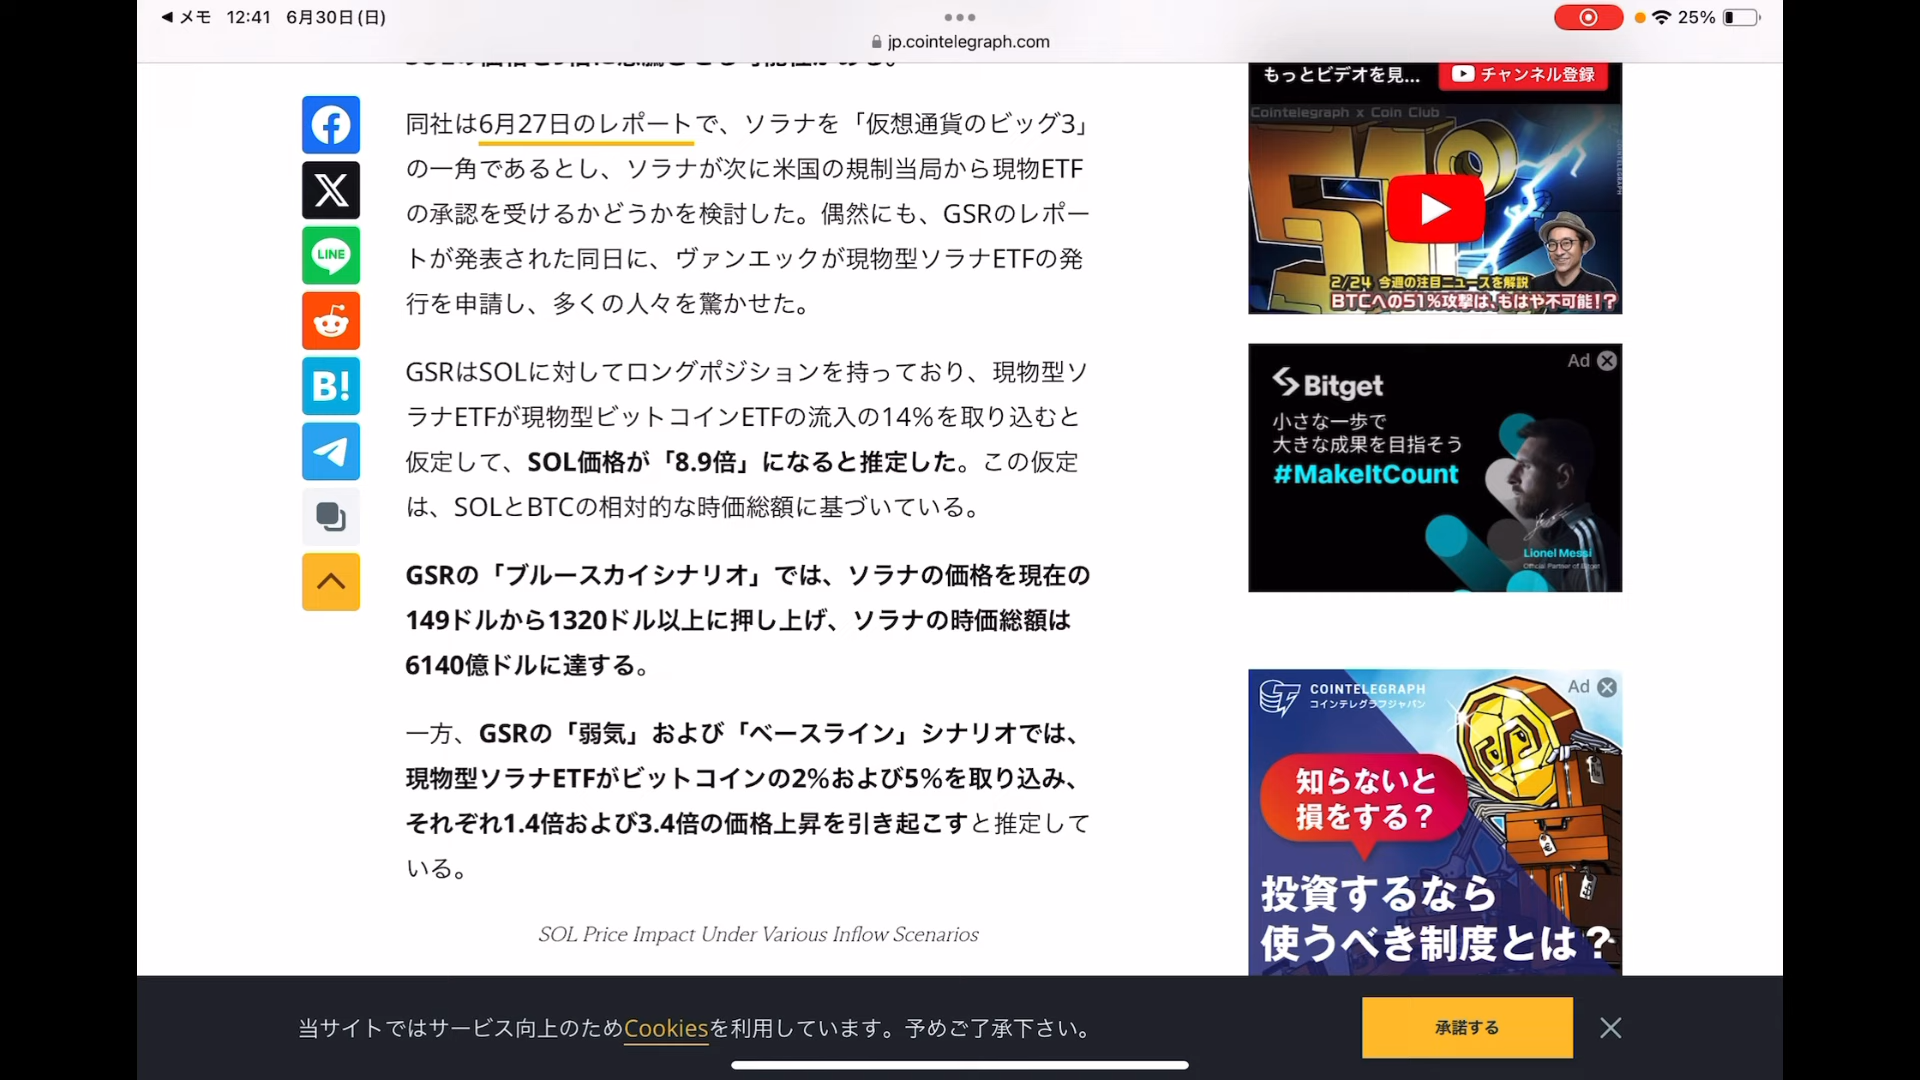 ◀ メモ 12:41 6月30日(日)
25%
jp.cointelegraph.com
同社は6月27日のレポートで、ソラナを「仮想通貨のビッグ3」
の一角であるとし、ソラナが次に米国の規制当局から現物ETF
の承認を受けるかどうかを検討した。偶然にも、GSRのレポー
トが発表された同日に、ヴァンエックが現物型ソラナETFの発
行を申請し、多くの人々を驚かせた。
GSRはSOLに対してロングポジションを持っており、現物型ソ
ラナETFが現物型ビットコインETFの流入の14%を取り込むと
仮定して、SOL価格が「8.9倍」になると推定した。この仮定
は、SOLとBTCの相対的な時価総額に基づいている。
GSRの「ブルースカイシナリオ」では、ソラナの価格を現在の
149ドルから1320ドル以上に押し上げ、ソラナの時価総額は
6140億ドルに達する。
一方、GSRの「弱気」および「ベースライン」シナリオでは、
現物型ソラナETFがビットコインの2%および5%を取り込み、
それぞれ1.4倍および3.4倍の価格上昇を引き起こすと推定して
いる。
SOL Price Impact Under Various Inflow Scenarios
LINE
B!
もっとビデオを見...
チャンネル登録
Cointelegraph x Coin Club
2/24 今週の注目ニュースを解説
BTCへの51%攻撃は、もはや不可能!?
Ad
Bitget
小さな一歩で
大きな成果を目指そう
#MakeItCount
Lionel Messi
Official Partner of Bitget
Ad
COINTELEGRAPH
コインテレグラフジャパン
知らないと
損をする?
投資するなら
使うべき制度とは?
当サイトではサービス向上のためCookiesを利用しています。予めご了承下さい。
承諾する